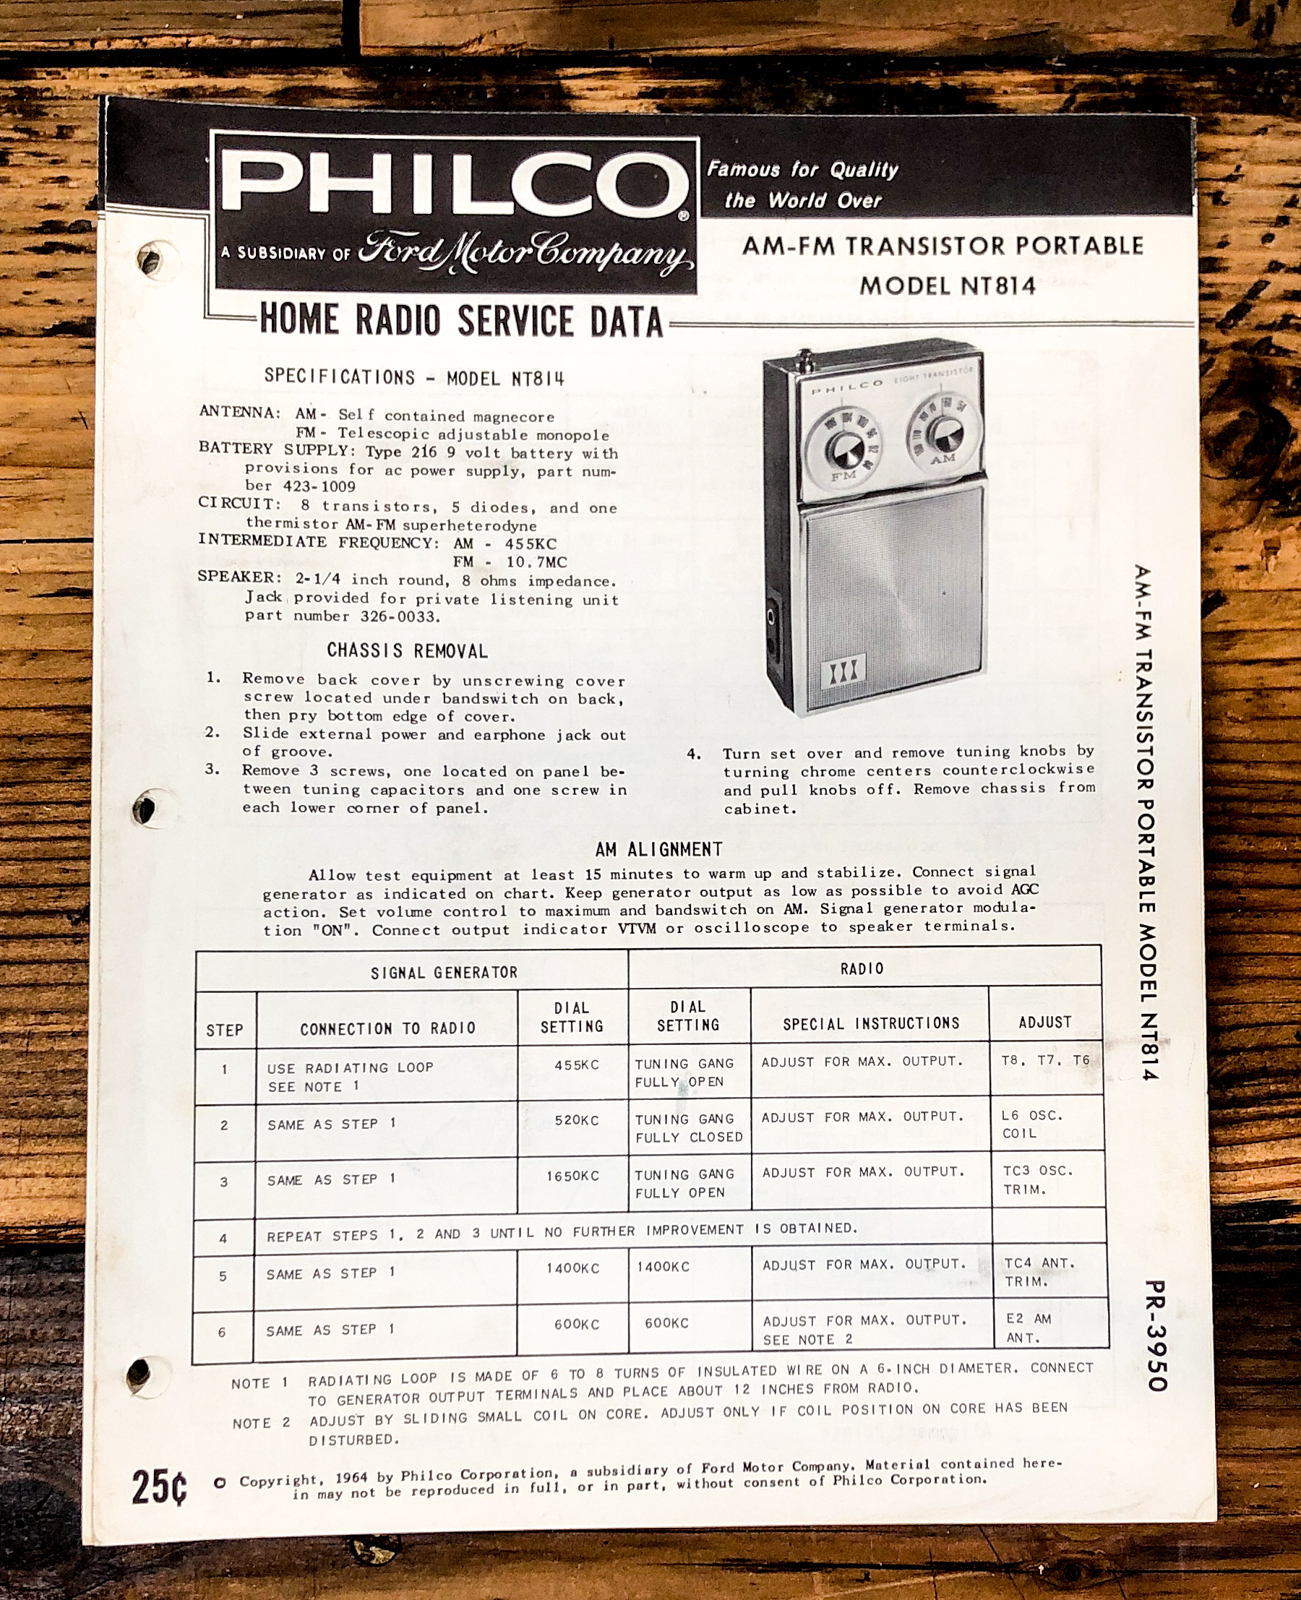 PHILCO®
Famous for Quality
the World Over
A SUBSIDIARY OF Ford Motor Company
AM-FM TRANSISTOR PORTABLE
MODEL NT814
HOME RADIO SERVICE DATA
SPECIFICATIONS - MODEL NT814
ANTENNA: AM- Self contained magnecore
FM- Telescopic adjustable monopole
BATTERY SUPPLY: Type 216 9 volt battery with
provisions for ac power supply, part num-
ber 423-1009
CIRCUIT: 8 transistors, 5 diodes, and one
thermistor AM-FM superheterodyne
INTERMEDIATE FREQUENCY: AM - 455KC
FM - 10.7MC
SPEAKER: 2-1/4 inch round, 8 ohms impedance.
Jack provided for private listening unit
part number 326-0033.
CHASSIS REMOVAL
1. Remove back cover by unscrewing cover
screw located under bandswitch on back,
then pry bottom edge of cover.
2. Slide external power and earphone jack out
of groove.
3. Remove 3 screws, one located on panel be-
tween tuning capacitors and one screw in
each lower corner of panel.
PHILCO EIGHT TRANSISTOR
FM
AM
4. Turn set over and remove tuning knobs by
turning chrome centers counterclockwise
and pull knobs off. Remove chassis from
cabinet.
AM ALIGNMENT
Allow test equipment at least 15 minutes to warm up and stabilize. Connect signal
generator as indicated on chart. Keep generator output as low as possible to avoid AGC
action. Set volume control to maximum and bandswitch on AM. Signal generator modula-
tion "ON". Connect output indicator VTVM or oscilloscope to speaker terminals.
SIGNAL GENERATOR RADIO
STEP CONNECTION TO RADIO DIAL SETTING DIAL SETTING SPECIAL INSTRUCTIONS ADJUST
1 USE RADIATING LOOP 455KC TUNING GANG ADJUST FOR MAX. OUTPUT. T8, T7, T6
SEE NOTE 1 FULLY OPEN
2 SAME AS STEP 1 520KC TUNING GANG ADJUST FOR MAX. OUTPUT. L6 OSC.
FULLY CLOSED COIL
3 SAME AS STEP 1 1650KC TUNING GANG ADJUST FOR MAX. OUTPUT. TC3 OSC.
FULLY OPEN TRIM.
4 REPEAT STEPS 1, 2 AND 3 UNTIL NO FURTHER IMPROVEMENT IS OBTAINED.
5 SAME AS STEP 1 1400KC 1400KC ADJUST FOR MAX. OUTPUT. TC4 ANT.
TRIM.
6 SAME AS STEP 1 600KC 600KC ADJUST FOR MAX. OUTPUT. E2 AM
SEE NOTE 2 ANT.
NOTE 1 RADIATING LOOP IS MADE OF 6 TO 8 TURNS OF INSULATED WIRE ON A 6-INCH DIAMETER. CONNECT
TO GENERATOR OUTPUT TERMINALS AND PLACE ABOUT 12 INCHES FROM RADIO.
NOTE 2 ADJUST BY SLIDING SMALL COIL ON CORE. ADJUST ONLY IF COIL POSITION ON CORE HAS BEEN
DISTURBED.
25¢
© Copyright, 1964 by Philco Corporation, a subsidiary of Ford Motor Company. Material contained here-
in may not be reproduced in full, or in part, without consent of Philco Corporation.
AM-FM TRANSISTOR PORTABLE MODEL NT814
PR-3950